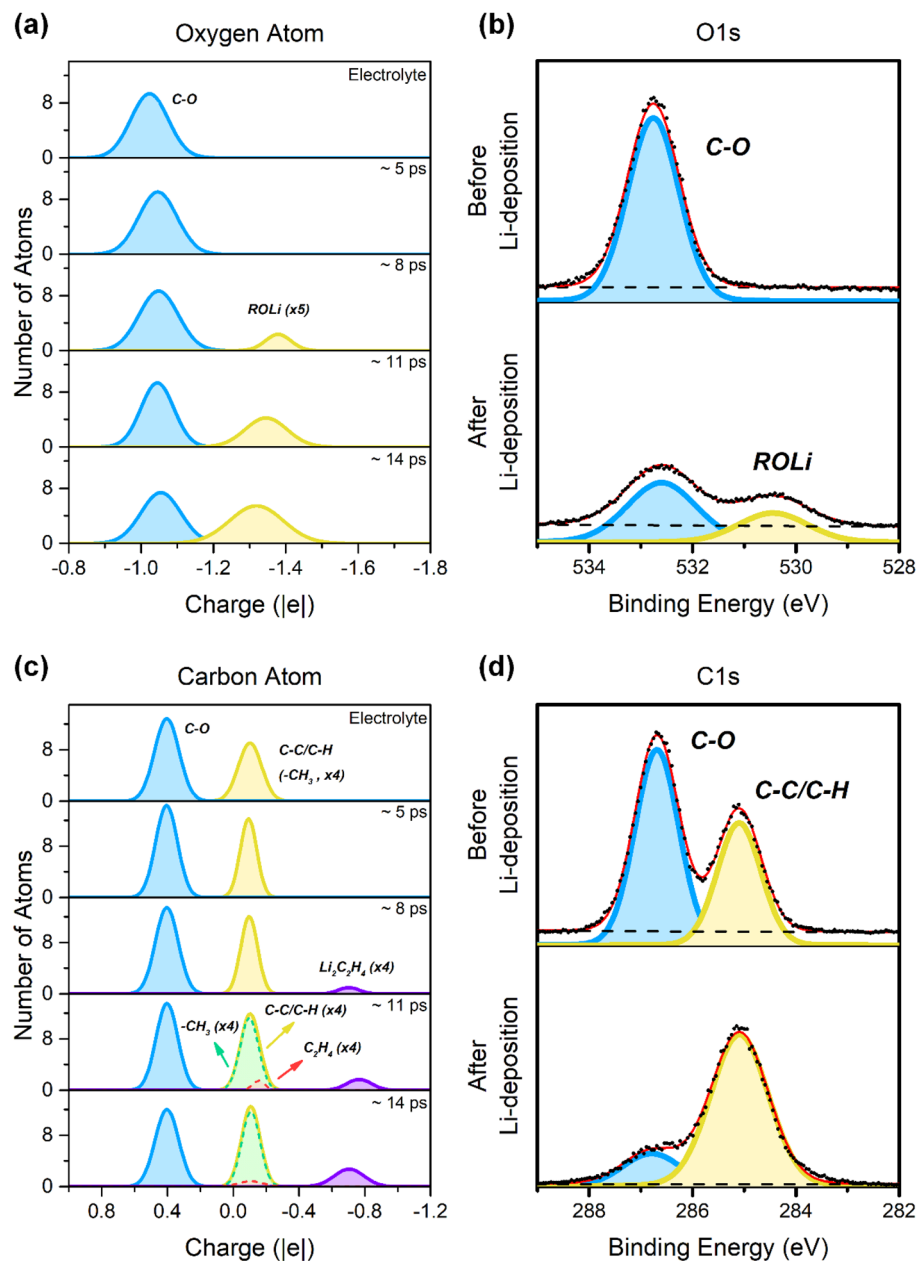 (a)
Oxygen Atom
Electrolyte
C-O
8
0
~ 5 ps
8
0
~ 8 ps
ROLi (x5)
8
0
~ 11 ps
8
0
~ 14 ps
8
0
Number of Atoms
-0.8 -1.0 -1.2 -1.4 -1.6 -1.8
Charge (|e|)
(b)
O1s
Before
Li-deposition
C-O
After
Li-deposition
ROLi
534 532 530 528
Binding Energy (eV)
(c)
Carbon Atom
Electrolyte
C-O
C-C/C-H
(-CH₃ , x4)
8
0
~ 5 ps
8
0
~ 8 ps
Li₂C₂H₄ (x4)
8
0
~ 11 ps
-CH₃ (x4)
C-C/C-H (x4)
C₂H₄ (x4)
8
0
~ 14 ps
8
0
Number of Atoms
0.8 0.4 0.0 -0.4 -0.8 -1.2
Charge (|e|)
(d)
C1s
Before
Li-deposition
C-O
C-C/C-H
After
Li-deposition
288 286 284 282
Binding Energy (eV)